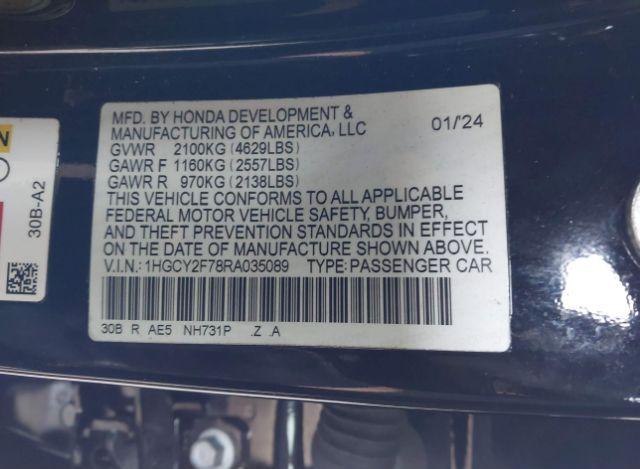 MFD. BY HONDA DEVELOPMENT &
MANUFACTURING OF AMERICA, LLC 01/'24
GVWR 2100KG (4629LBS)
GAWR F 1160KG (2557LBS)
GAWR R 970KG (2138LBS)
THIS VEHICLE CONFORMS TO ALL APPLICABLE
FEDERAL MOTOR VEHICLE SAFETY, BUMPER,
AND THEFT PREVENTION STANDARDS IN EFFECT
ON THE DATE OF MANUFACTURE SHOWN ABOVE.
V.I.N.: 1HGCY2F78RA035089 TYPE: PASSENGER CAR
30B R AE5 NH731P .Z .A
30B-A2